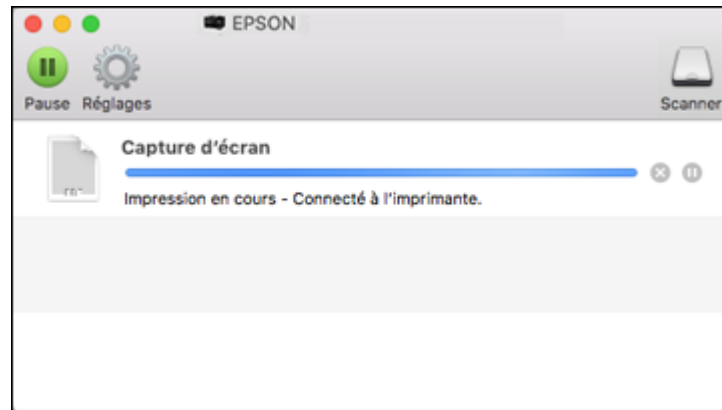 EPSON
Pause Réglages Scanner
Capture d'écran
Impression en cours - Connecté à l'imprimante.